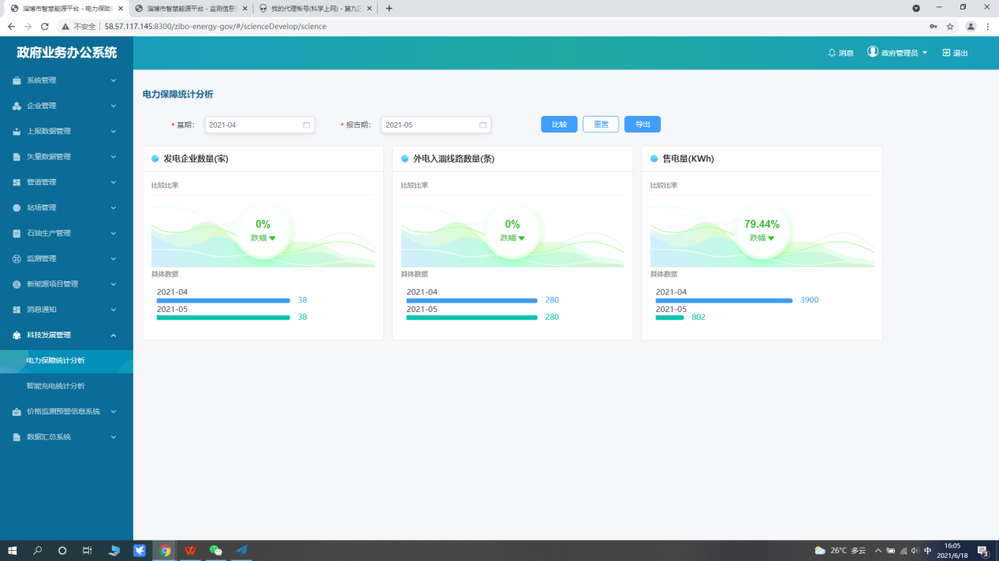 淄博市智慧能源平台 - 电力保障
淄博市智慧能源平台 - 监测信息
我的代理帐号(科学上网) - 第九区
不安全
58.57.117.145:8300/zibo-energy-gov/#/scienceDevelop/science
政府业务办公系统
消息
政府管理员
退出
系统管理
企业管理
上报数据管理
矢量数据管理
管道管理
站场管理
石油生产管理
监测管理
新能源项目管理
消息通知
科技发展管理
电力保障统计分析
智能充电统计分析
价格监测预警信息系统
数据汇总系统
电力保障统计分析
* 基期: 2021-04
* 报告期: 2021-05
比较
重置
导出
发电企业数量(家)
比较比率
0%
跌幅
具体数据
2021-04
38
2021-05
38
外电入淄线路数量(条)
比较比率
0%
跌幅
具体数据
2021-04
280
2021-05
280
售电量(KWh)
比较比率
79.44%
跌幅
具体数据
2021-04
3900
2021-05
802
26°C 多云
中
16:05
2021/6/18
3